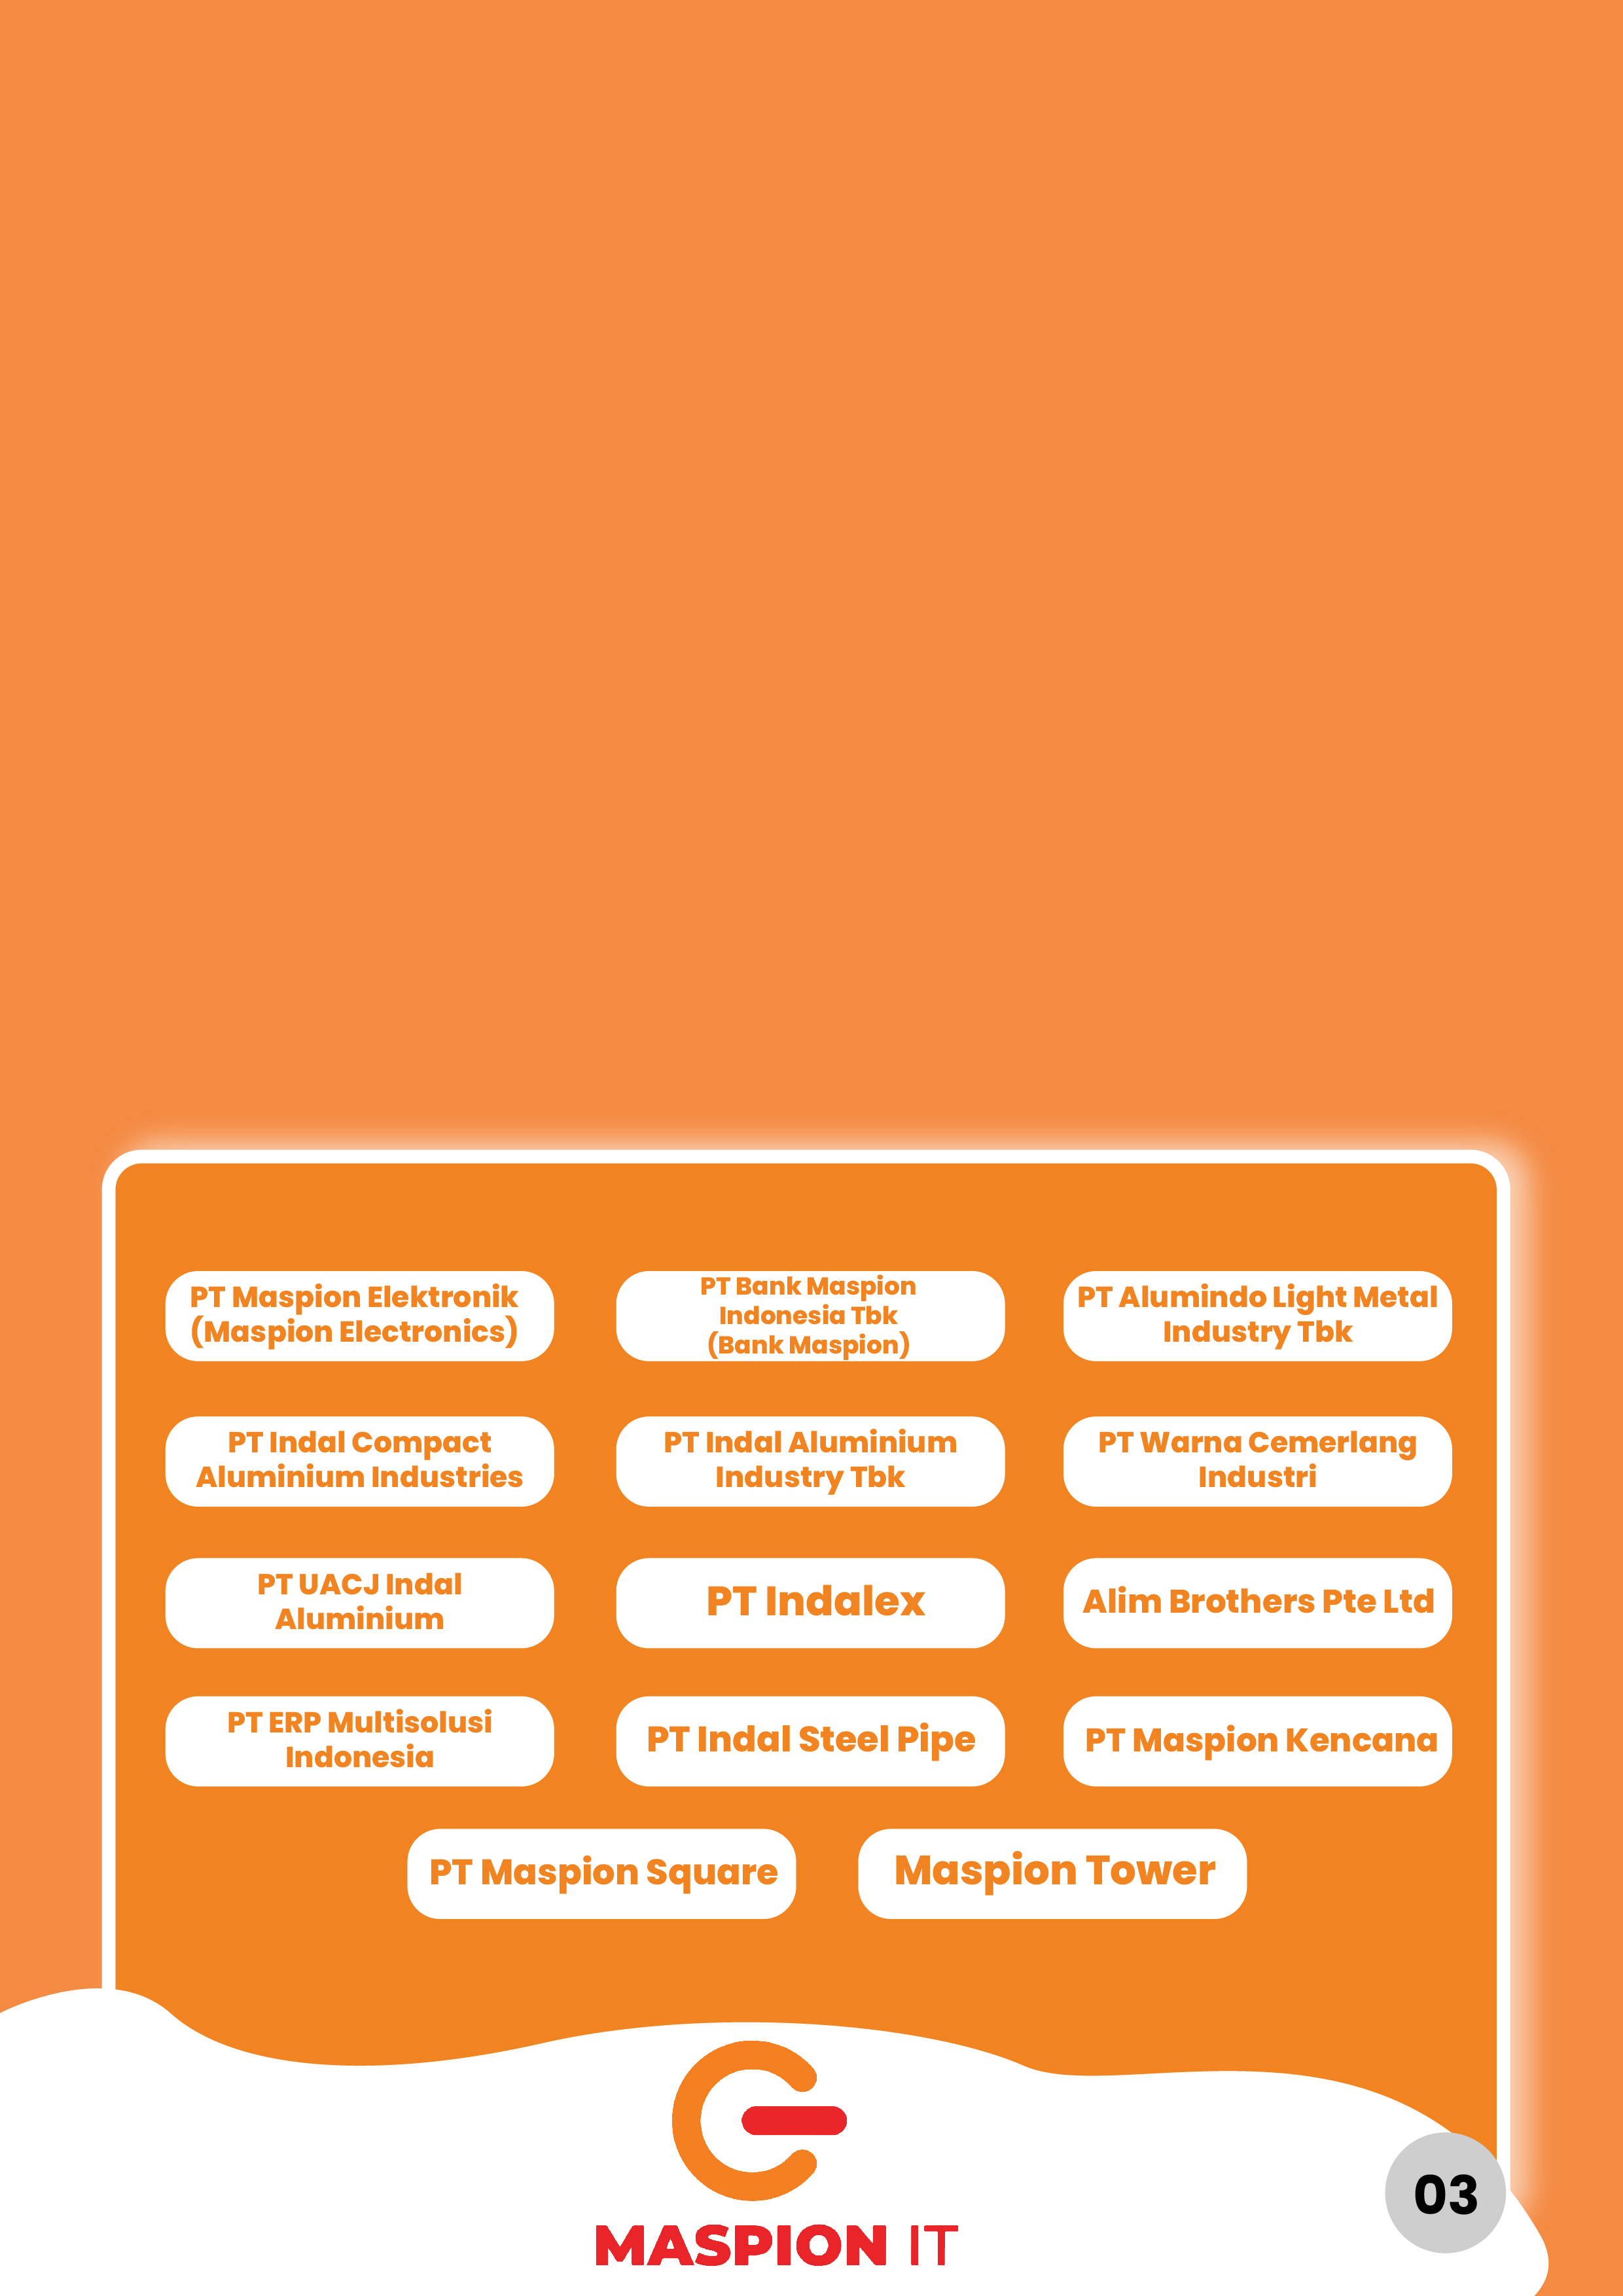 PT Maspion Elektronik
(Maspion Electronics)
PT Bank Maspion
Indonesia Tbk
(Bank Maspion)
PT Alumindo Light Metal
Industry Tbk
PT Indal Compact
Aluminium Industries
PT Indal Aluminium
Industry Tbk
PT Warna Cemerlang
Industri
PT UACJ Indal
Aluminium
PT Indalex
Alim Brothers Pte Ltd
PT ERP Multisolusi
Indonesia
PT Indal Steel Pipe
PT Maspion Kencana
PT Maspion Square
Maspion Tower
MASPION IT
03